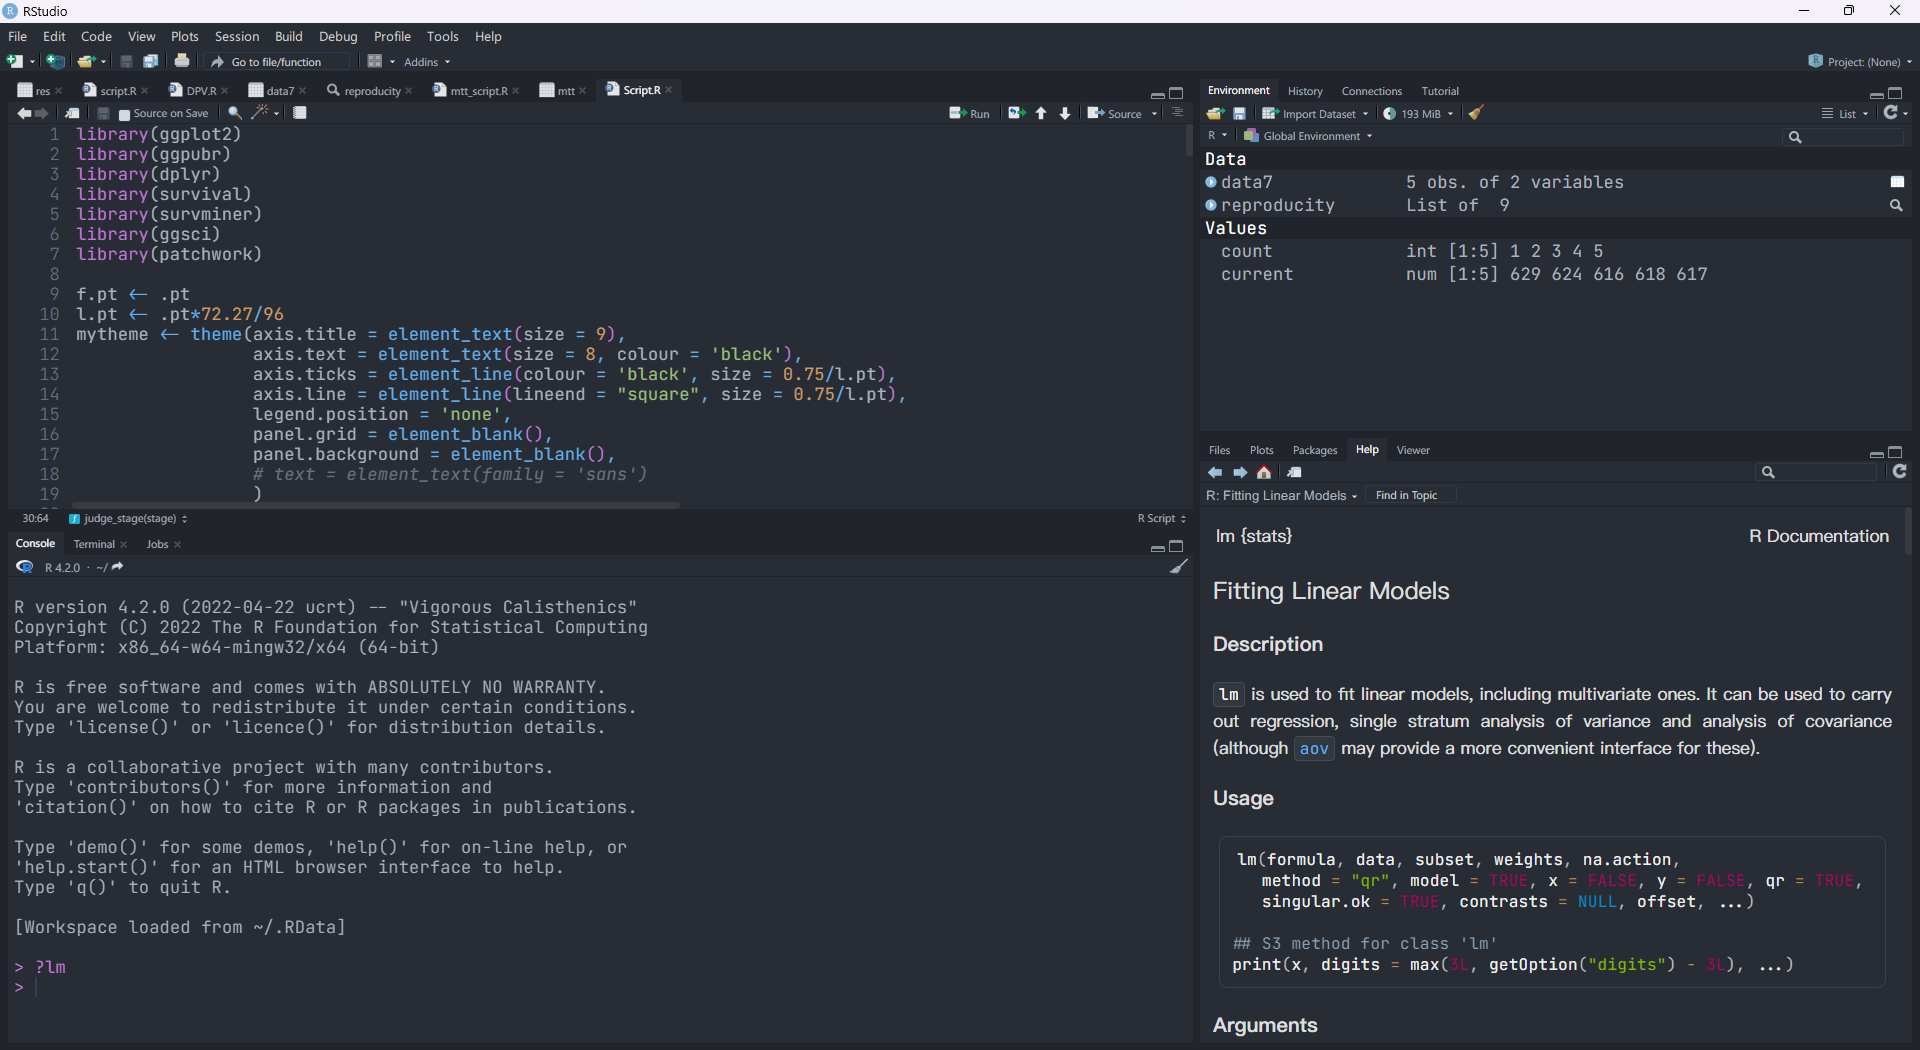 RStudio
File Edit Code View Plots Session Build Debug Profile Tools Help
Go to file/function Addins Project: (None)
res script.R DPV.R data7 reproducity mtt_script.R mtt Script.R
Source on Save Run Source
1 library(ggplot2)
2 library(ggpubr)
3 library(dplyr)
4 library(survival)
5 library(survminer)
6 library(ggsci)
7 library(patchwork)
8
9 f.pt <- .pt
10 l.pt <- .pt*72.27/96
11 mytheme <- theme(axis.title = element_text(size = 9),
12 axis.text = element_text(size = 8, colour = 'black'),
13 axis.ticks = element_line(colour = 'black', size = 0.75/l.pt),
14 axis.line = element_line(lineend = "square", size = 0.75/l.pt),
15 legend.position = 'none',
16 panel.grid = element_blank(),
17 panel.background = element_blank(),
18 # text = element_text(family = 'sans')
19 )
30:64 judge_stage(stage) R Script
Console Terminal Jobs
R 4.2.0 · ~/
R version 4.2.0 (2022-04-22 ucrt) -- "Vigorous Calisthenics"
Copyright (C) 2022 The R Foundation for Statistical Computing
Platform: x86_64-w64-mingw32/x64 (64-bit)
R is free software and comes with ABSOLUTELY NO WARRANTY.
You are welcome to redistribute it under certain conditions.
Type 'license()' or 'licence()' for distribution details.
R is a collaborative project with many contributors.
Type 'contributors()' for more information and
'citation()' on how to cite R or R packages in publications.
Type 'demo()' for some demos, 'help()' for on-line help, or
'help.start()' for an HTML browser interface to help.
Type 'q()' to quit R.
[Workspace loaded from ~/.RData]
> ?lm
>
Environment History Connections Tutorial
Import Dataset 193 MiB List
R Global Environment
Data
data7 5 obs. of 2 variables
reproducity List of 9
Values
count int [1:5] 1 2 3 4 5
current num [1:5] 629 624 616 618 617
Files Plots Packages Help Viewer
R: Fitting Linear Models Find in Topic
lm {stats} R Documentation
Fitting Linear Models
Description
lm is used to fit linear models, including multivariate ones. It can be used to carry
out regression, single stratum analysis of variance and analysis of covariance
(although aov may provide a more convenient interface for these).
Usage
lm(formula, data, subset, weights, na.action,
method = "qr", model = TRUE, x = FALSE, y = FALSE, qr = TRUE,
singular.ok = TRUE, contrasts = NULL, offset, ...)
## S3 method for class 'lm'
print(x, digits = max(3L, getOption("digits") - 3L), ...)
Arguments